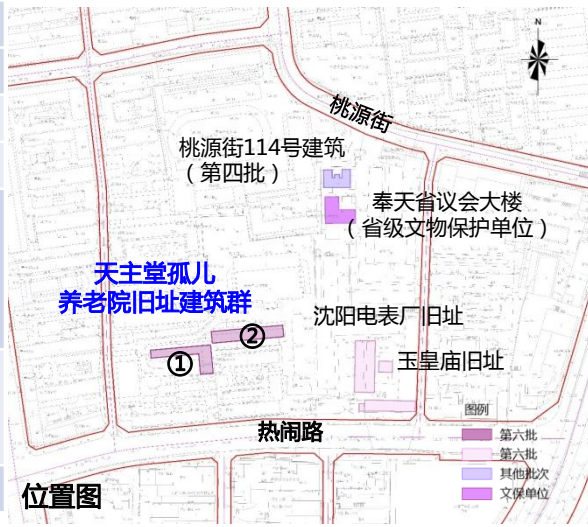 N
桃源街
桃源街114号建筑
（第四批）
奉天省议会大楼
（省级文物保护单位）
天主堂孤儿
养老院旧址建筑群
沈阳电表厂旧址
②
①
玉皇庙旧址
热闹路
图例
第六批
第六批
其他批次
文保单位
位置图